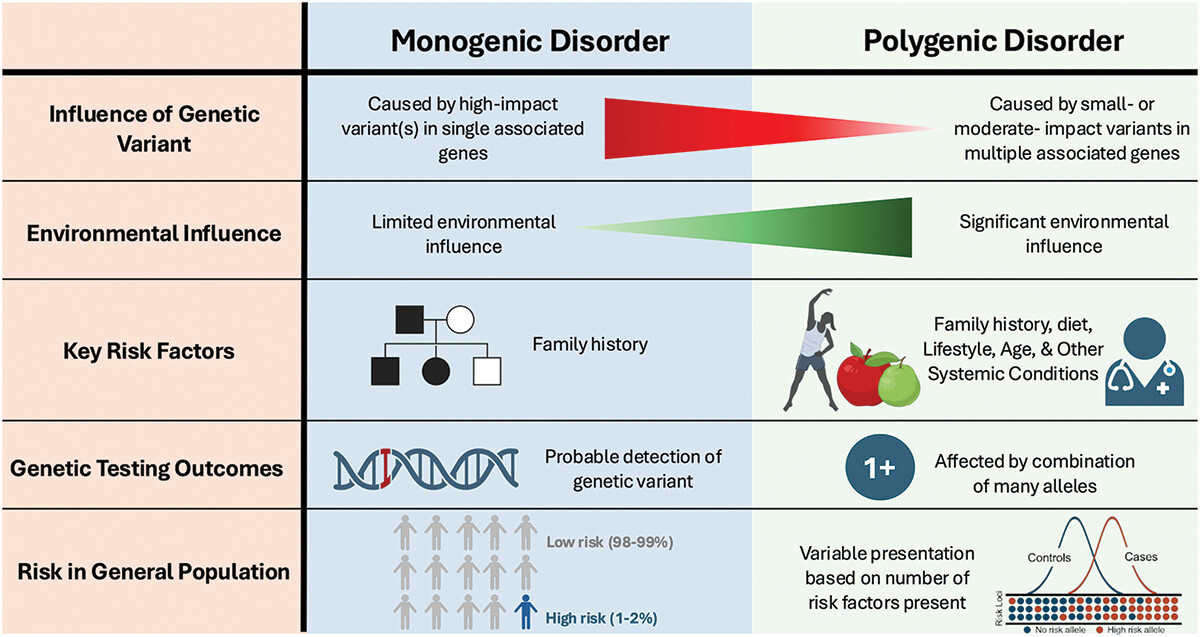 Monogenic Disorder
Polygenic Disorder
Influence of Genetic
Variant
Caused by high-impact
variant(s) in single associated
genes
Caused by small- or
moderate- impact variants in
multiple associated genes
Environmental Influence
Limited environmental
influence
Significant environmental
influence
Key Risk Factors
Family history
Family history, diet,
Lifestyle, Age, & Other
Systemic Conditions
Genetic Testing Outcomes
Probable detection of
genetic variant
1+
Affected by combination
of many alleles
Risk in General Population
Low risk (98-99%)
High risk (1-2%)
Variable presentation
based on number of
risk factors present
Controls
Cases
Risk Loci
No risk allele
High risk allele